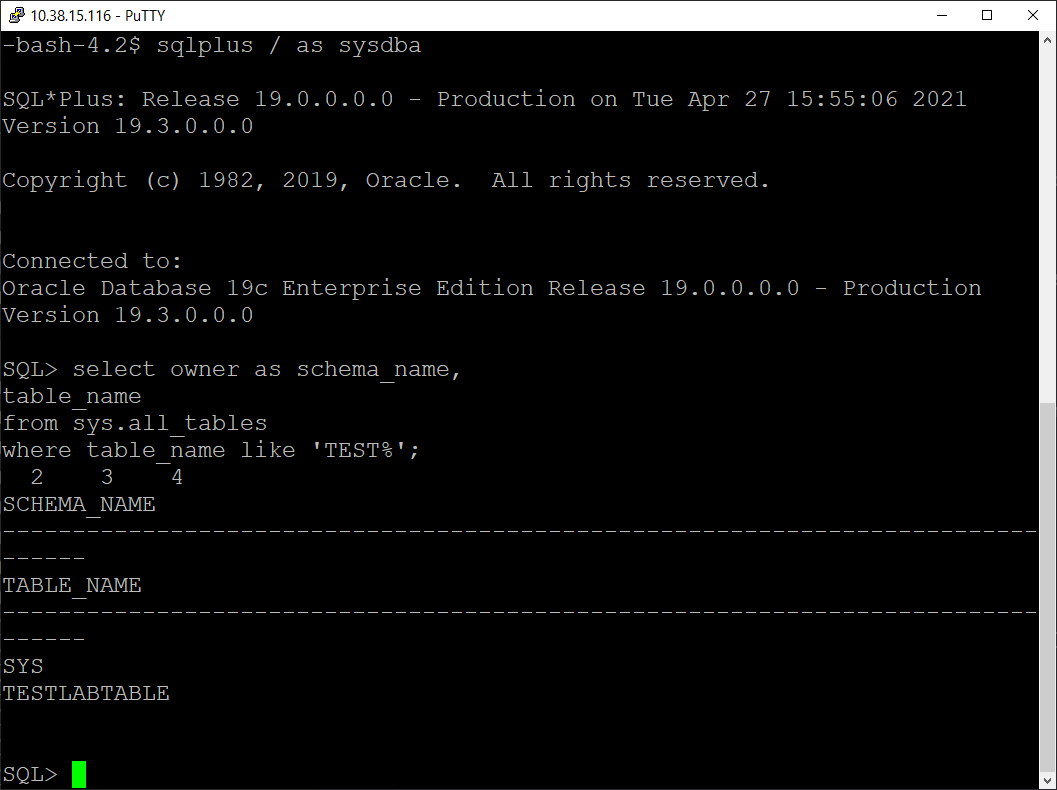 10.38.15.116 - PuTTY
-bash-4.2$ sqlplus / as sysdba
SQL*Plus: Release 19.0.0.0.0 - Production on Tue Apr 27 15:55:06 2021
Version 19.3.0.0.0
Copyright (c) 1982, 2019, Oracle.  All rights reserved.
Connected to:
Oracle Database 19c Enterprise Edition Release 19.0.0.0.0 - Production
Version 19.3.0.0.0
SQL> select owner as schema_name,
table_name
from sys.all_tables
where table_name like 'TEST%';
  2    3    4
SCHEMA_NAME
--------------------------------------------------------------------------
------
TABLE_NAME
--------------------------------------------------------------------------
------
SYS
TESTLABTABLE
SQL>